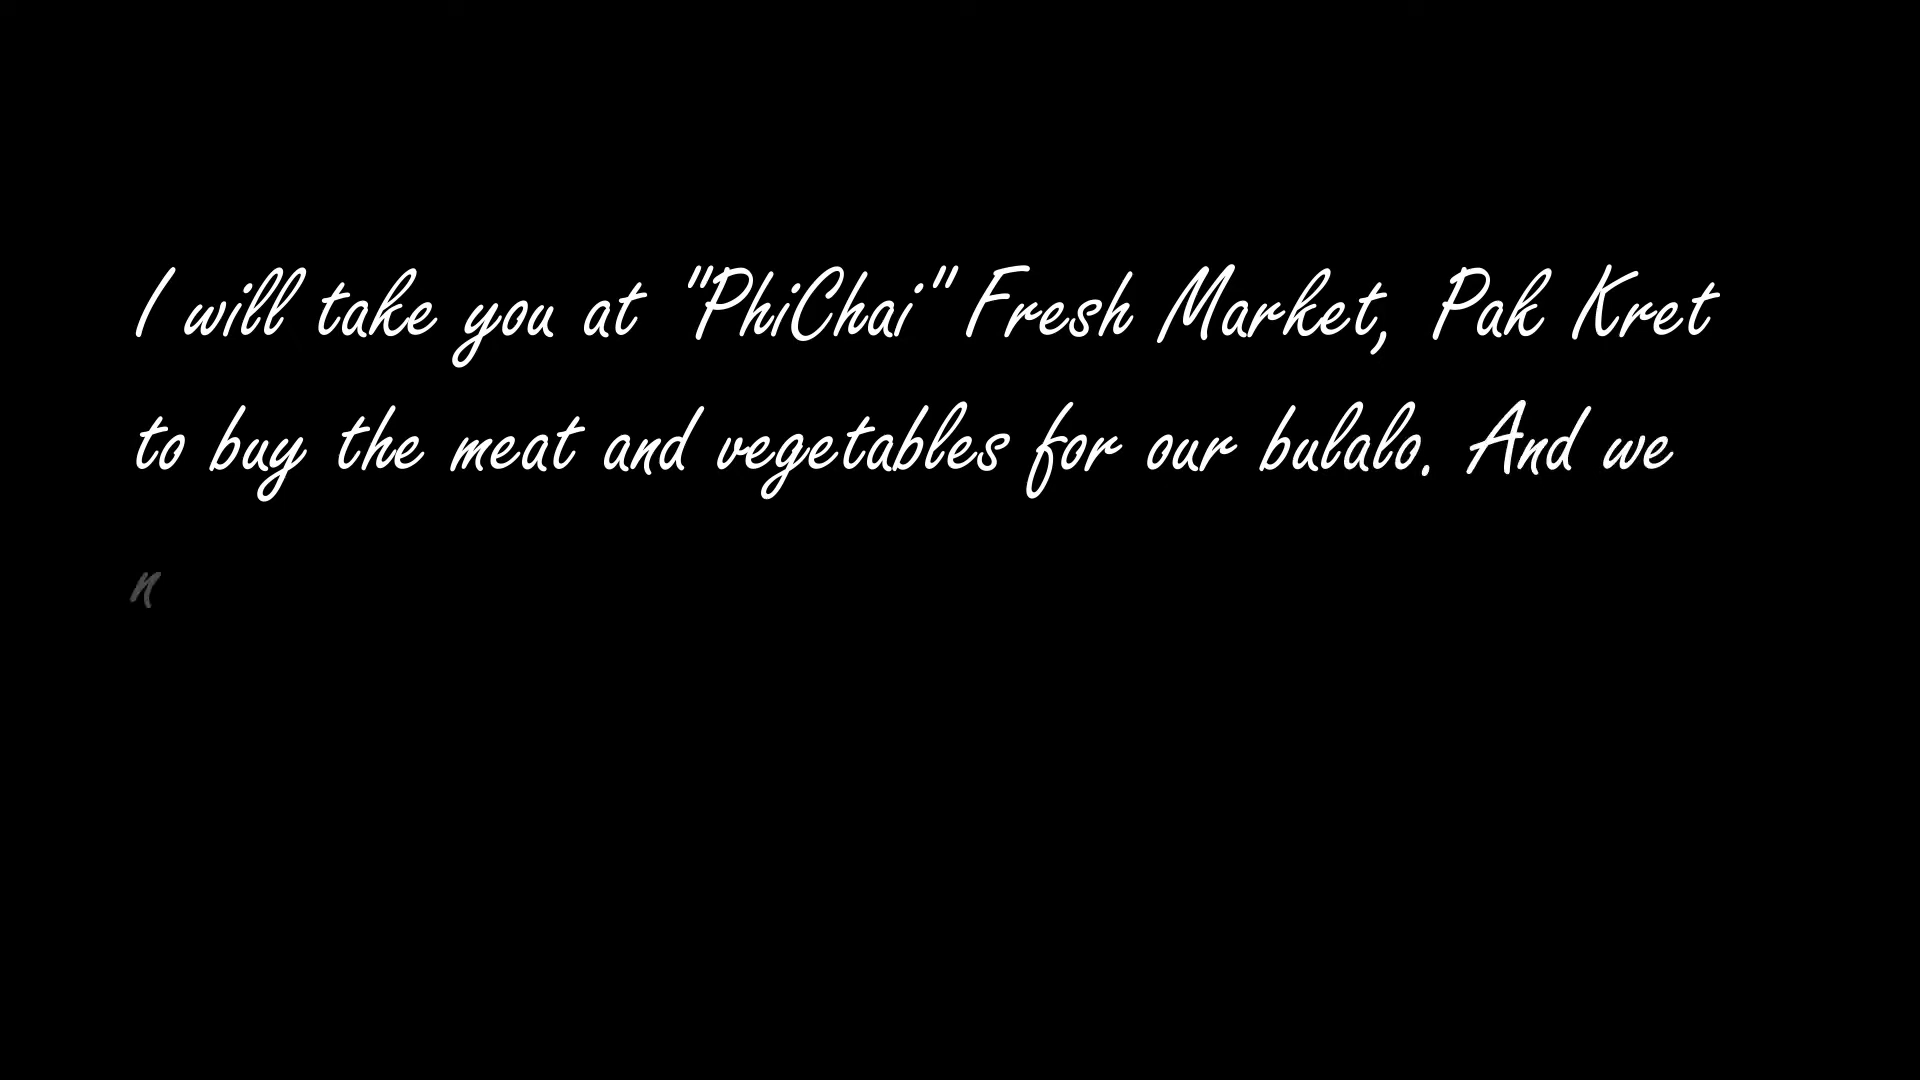 I will take you at "PhiChai" Fresh Market, Pak Kret
to buy the meat and vegetables for our bulalo. And we
n